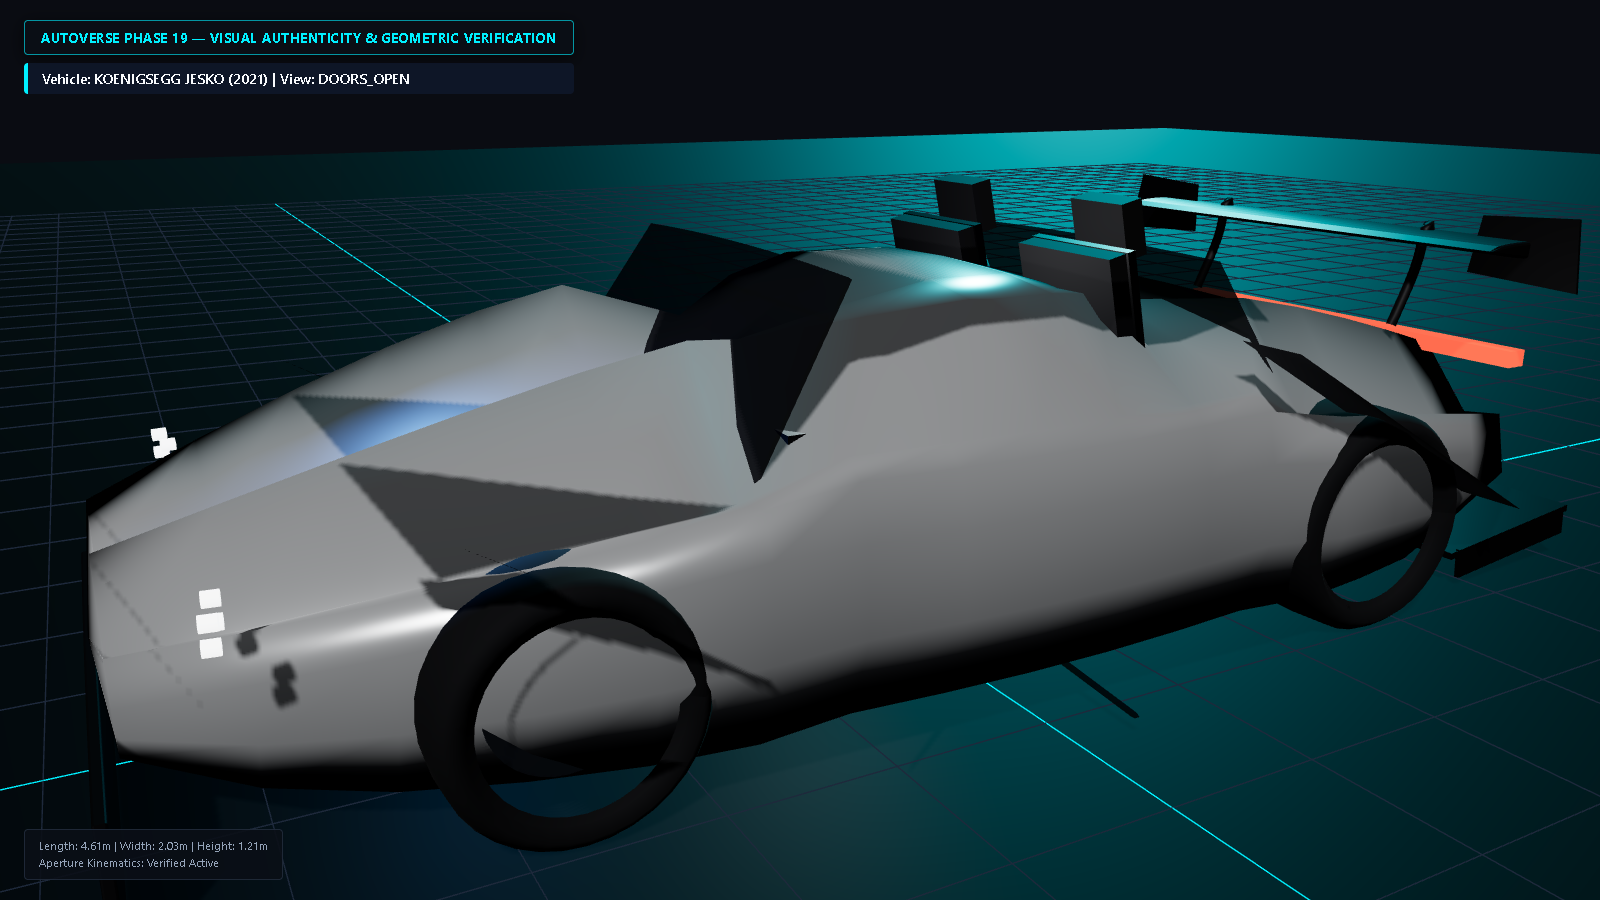 AUTOVERSE PHASE 19 — VISUAL AUTHENTICITY & GEOMETRIC VERIFICATION
Vehicle: KOENIGSEGG JESKO (2021) | View: DOORS_OPEN
Length: 4.61m | Width: 2.03m | Height: 1.21m
Aperture Kinematics: Verified Active